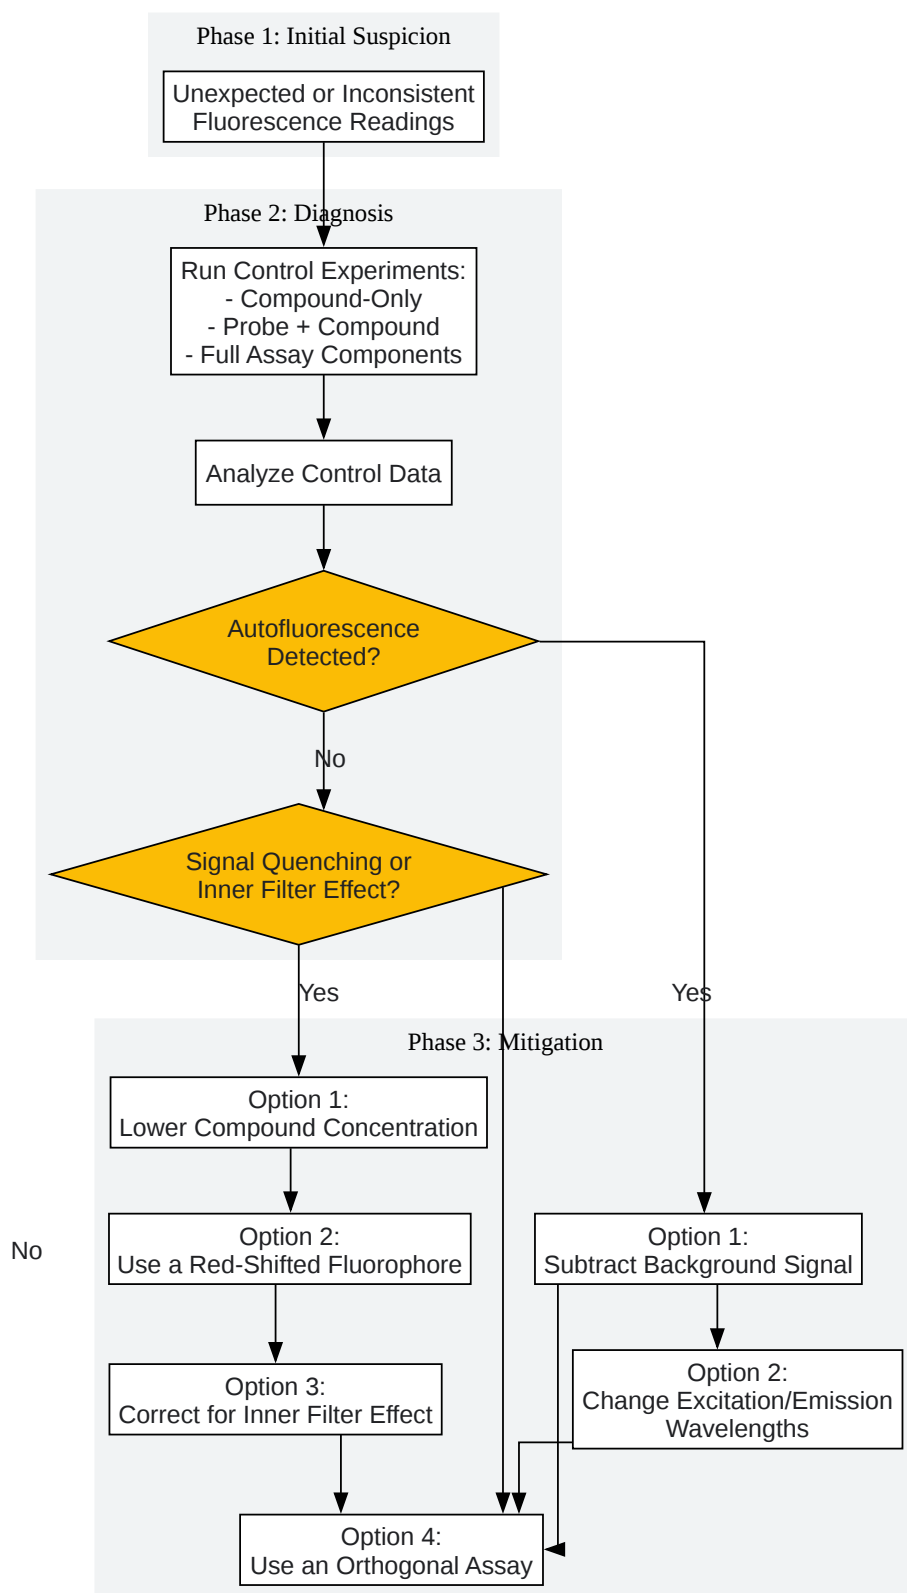 Phase 1: Initial Suspicion
Unexpected or Inconsistent
Fluorescence Readings
Phase 2: Diagnosis
Run Control Experiments:
- Compound-Only
- Probe + Compound
- Full Assay Components
Analyze Control Data
Autofluorescence
Detected?
No
Signal Quenching or
Inner Filter Effect?
Yes
Yes
Phase 3: Mitigation
Option 1:
Lower Compound Concentration
Option 2:
Use a Red-Shifted Fluorophore
Option 1:
Subtract Background Signal
No
Option 3:
Correct for Inner Filter Effect
Option 2:
Change Excitation/Emission
Wavelengths
Option 4:
Use an Orthogonal Assay